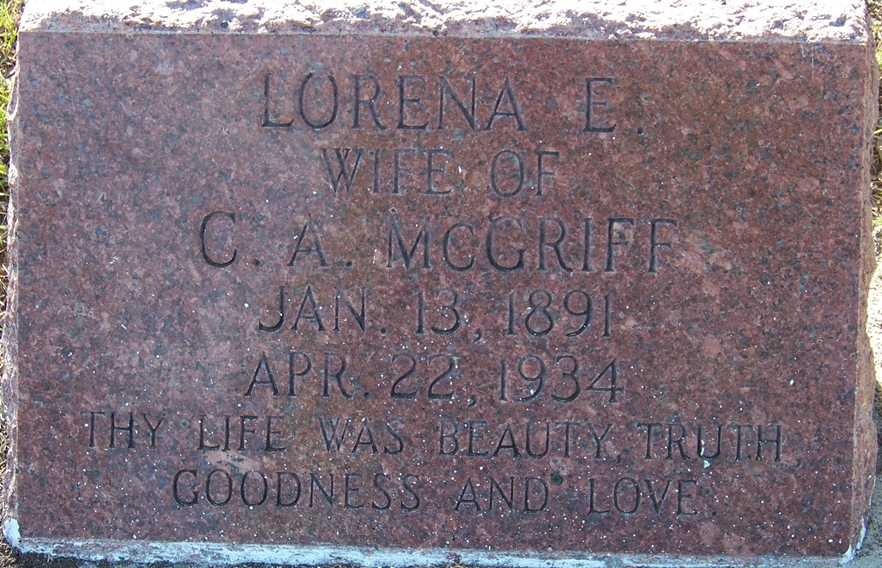 LORENA E.
WIFE OF
C. A. MCGRIFF
JAN. 13, 1891
APR. 22, 1934
THY LIFE WAS BEAUTY, TRUTH
GOODNESS AND LOVE.